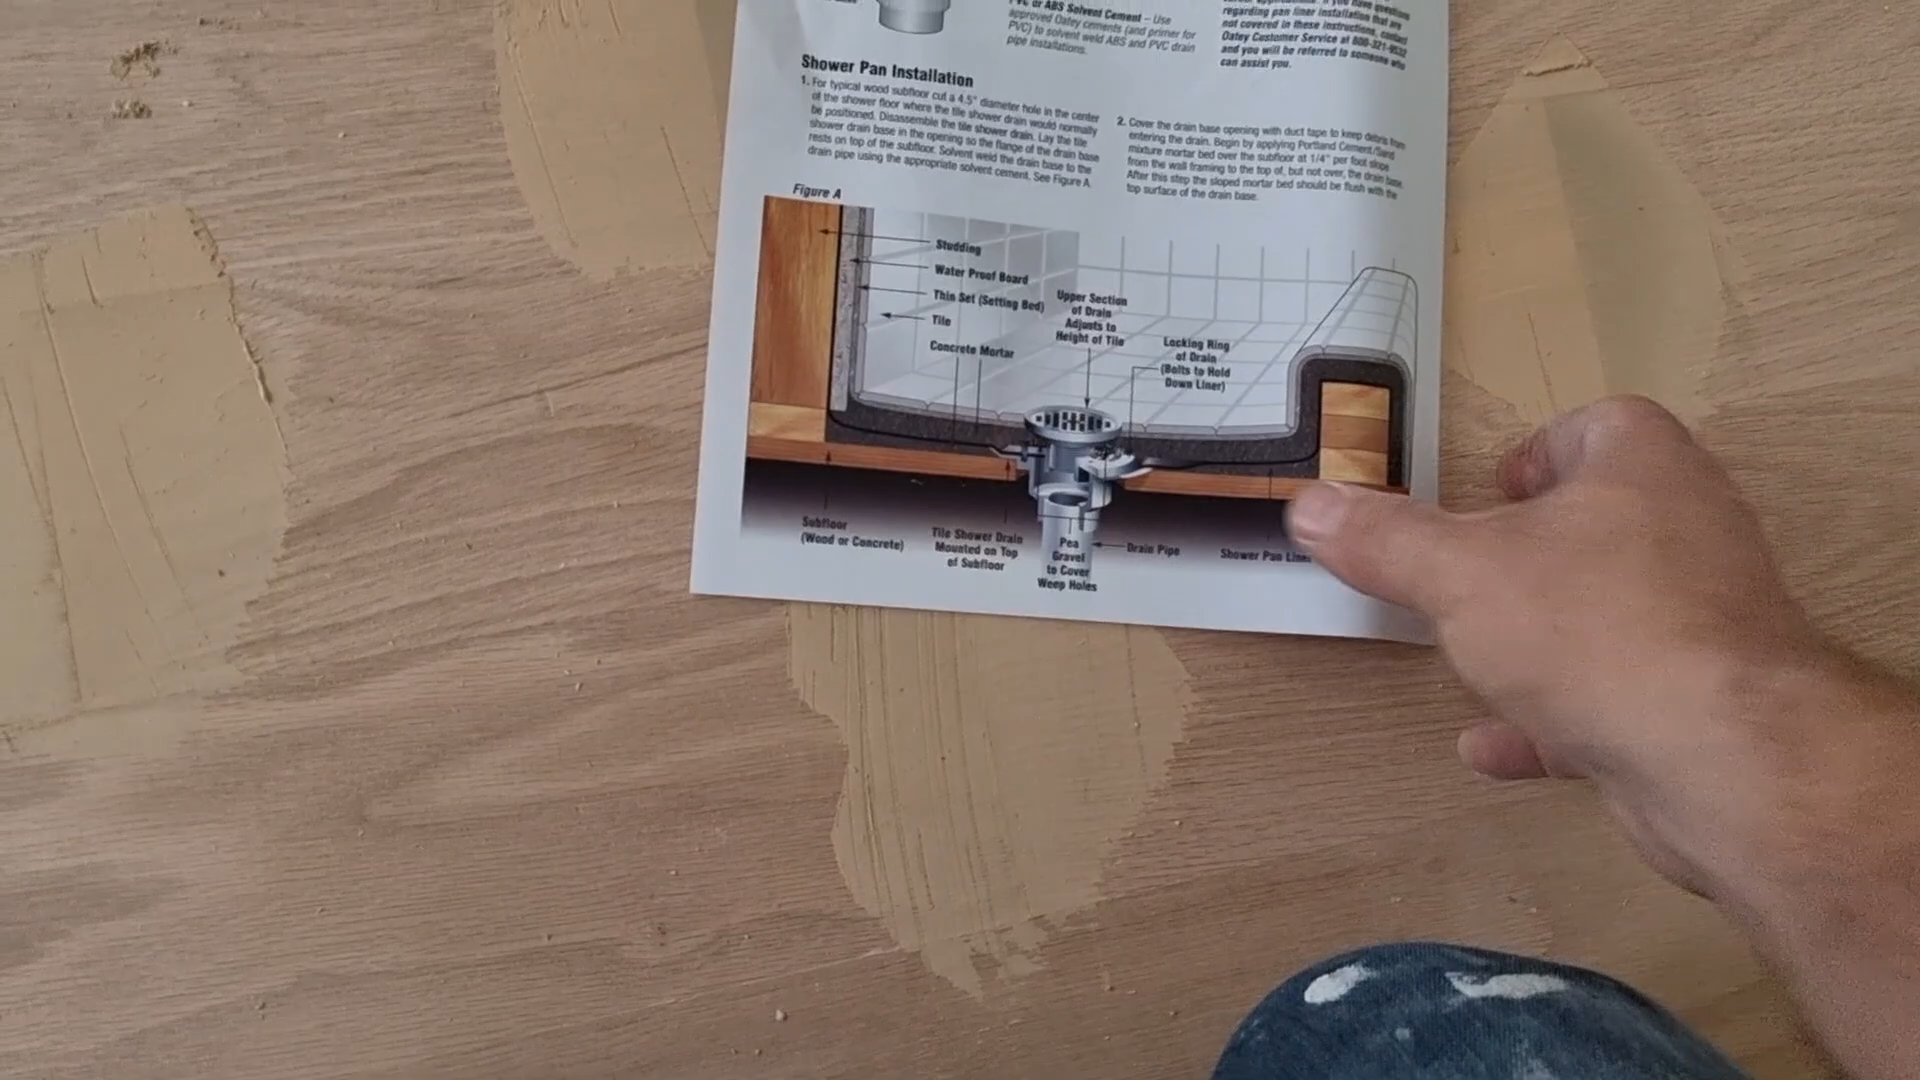 PVC or ABS Solvent Cement – Use
approved Oatey cements (and primer for
PVC) to solvent weld ABS and PVC drain
pipe installations.
regarding pan liner installation that are
not covered in these instructions, contact
Oatey Customer Service at 800-321-9532
and you will be referred to someone who
can assist you.
Shower Pan Installation
1. For typical wood subfloor cut a 4.5" diameter hole in the center
of the shower floor where the tile shower drain would normally
be positioned. Disassemble the tile shower drain. Lay the tile
shower drain base in the opening so the flange of the drain base
rests on top of the subfloor. Solvent weld the drain base to the
drain pipe using the appropriate solvent cement. See Figure A.
2. Cover the drain base opening with duct tape to keep debris from
entering the drain. Begin by applying Portland Cement/Sand
mixture mortar bed over the subfloor at 1/4" per foot slope
from the wall framing to the top of, but not over, the drain base.
After this step the sloped mortar bed should be flush with the
top surface of the drain base.
Figure A
Studding
Water Proof Board
Thin Set (Setting Bed)
Tile
Concrete Mortar
Upper Section
of Drain
Adjusts to
Height of Tile
Locking Ring
of Drain
(Bolts to Hold
Down Liner)
Subfloor
(Wood or Concrete)
Tile Shower Drain
Mounted on Top
of Subfloor
Pea
Gravel
to Cover
Weep Holes
Drain Pipe
Shower Pan